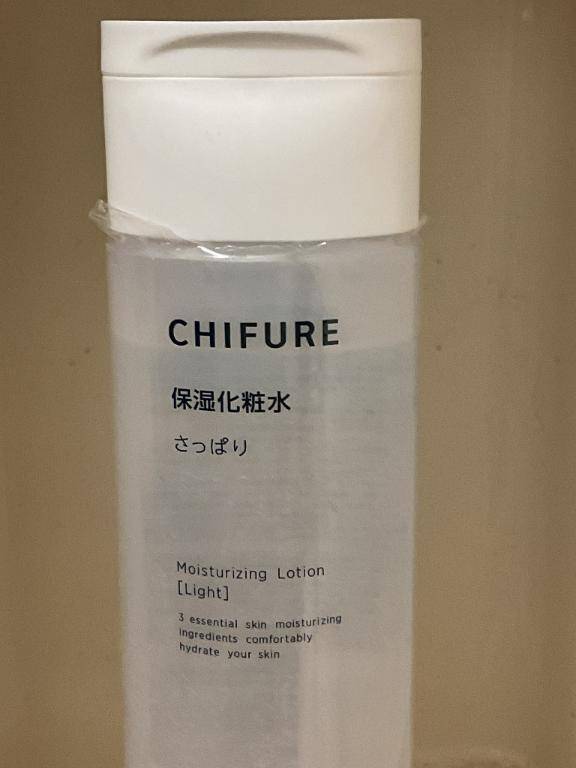 CHIFURE
保湿化粧水
さっぱり
Moisturizing Lotion
[Light]
3 essential skin moisturizing
ingredients comfortably
hydrate your skin